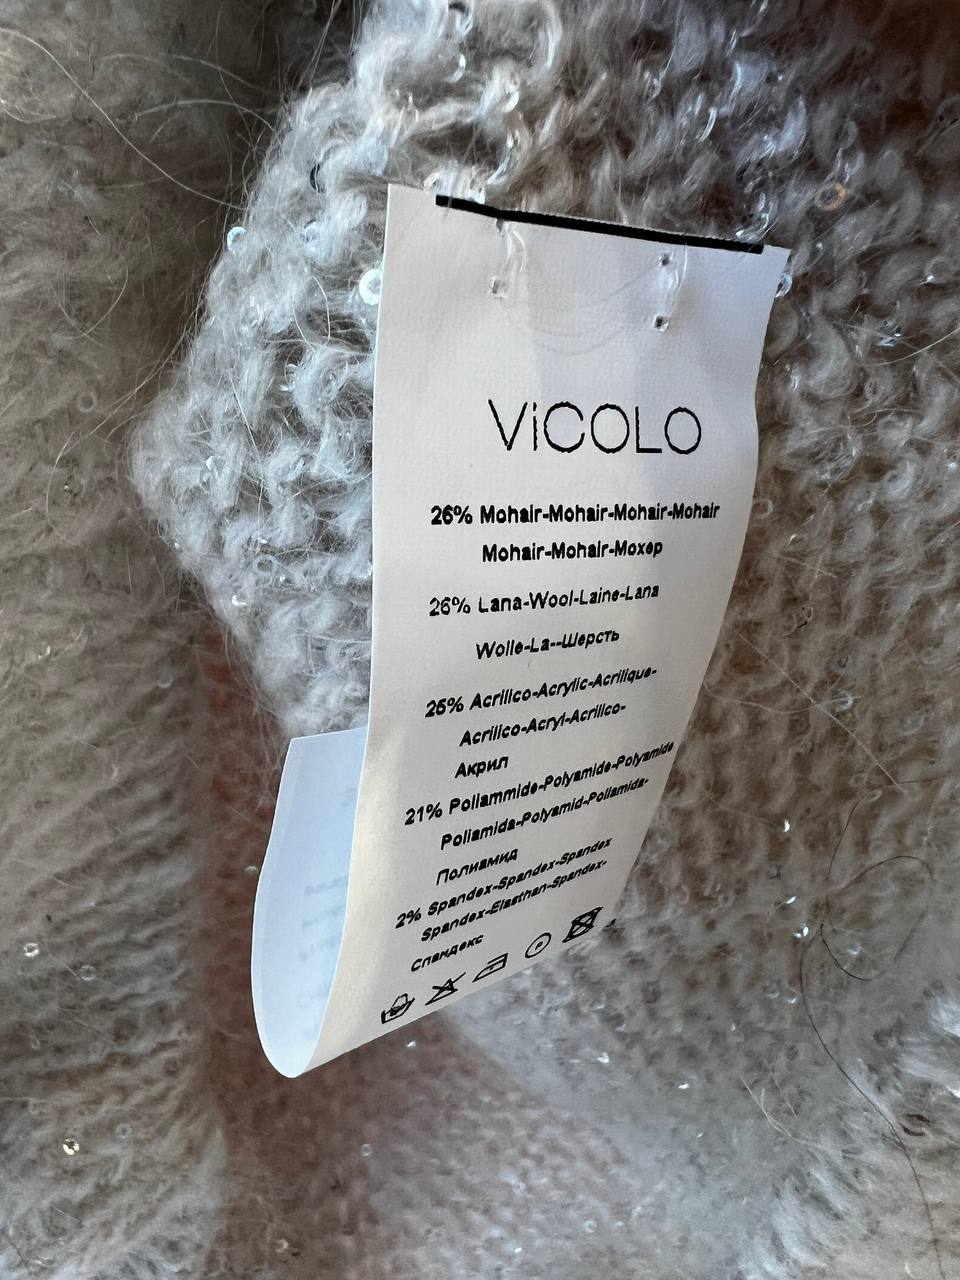 ViCOLO
26% Mohair-Mohair-Mohair-Mohair
Mohair-Mohair-Мохер
26% Lana-Wool-Laine-Lana
Wolle-La--Шерсть
25% Acrilico-Acrylic-Acrilique-
Acrilico-Acryl-Acrilico-
Акрил
21% Poliammide-Polyamide-Polyamide
Poliamida-Polyamid-Poliamida-
Полиамид
2% Spandex-Spandex-Spandex
Spandex-Elasthan-Spandex-
Спандекс
P